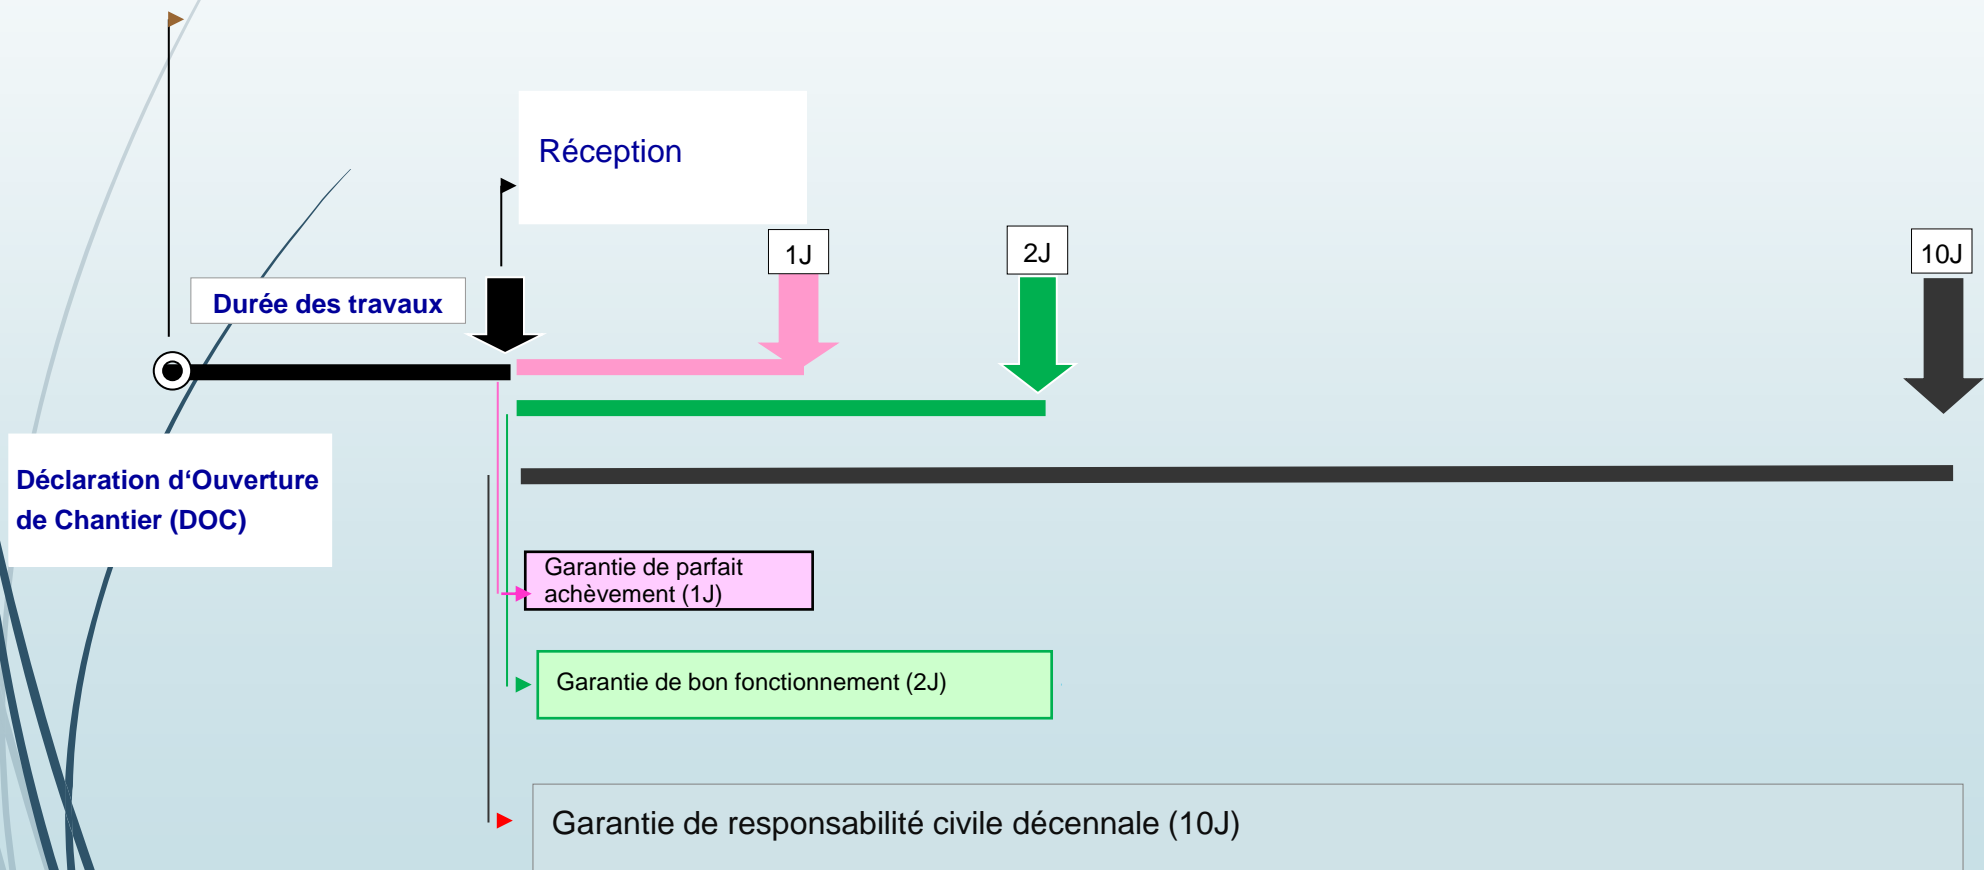 Réception
1J
2J
10J
Durée des travaux
Déclaration d‘Ouverture
de Chantier (DOC)
Garantie de parfait
achèvement (1J)
Garantie de bon fonctionnement (2J)
Garantie de responsabilité civile décennale (10J)